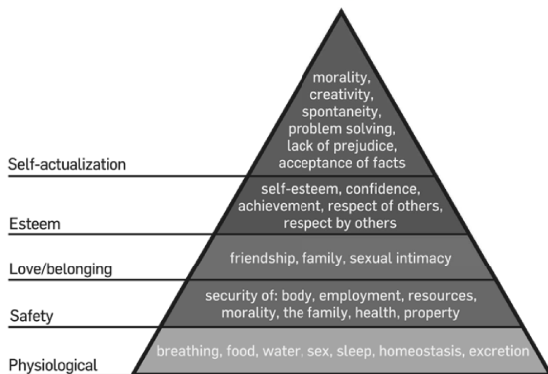 morality,
creativity,
spontaneity,
problem solving,
lack of prejudice,
acceptance of facts
Self-actualization
self-esteem, confidence,
achievement, respect of others,
respect by others
Esteem
friendship, family, sexual intimacy
Love/belonging
security of: body, employment, resources,
morality, the family, health, property
Safety
breathing, food, water, sex, sleep, homeostasis, excretion
Physiological